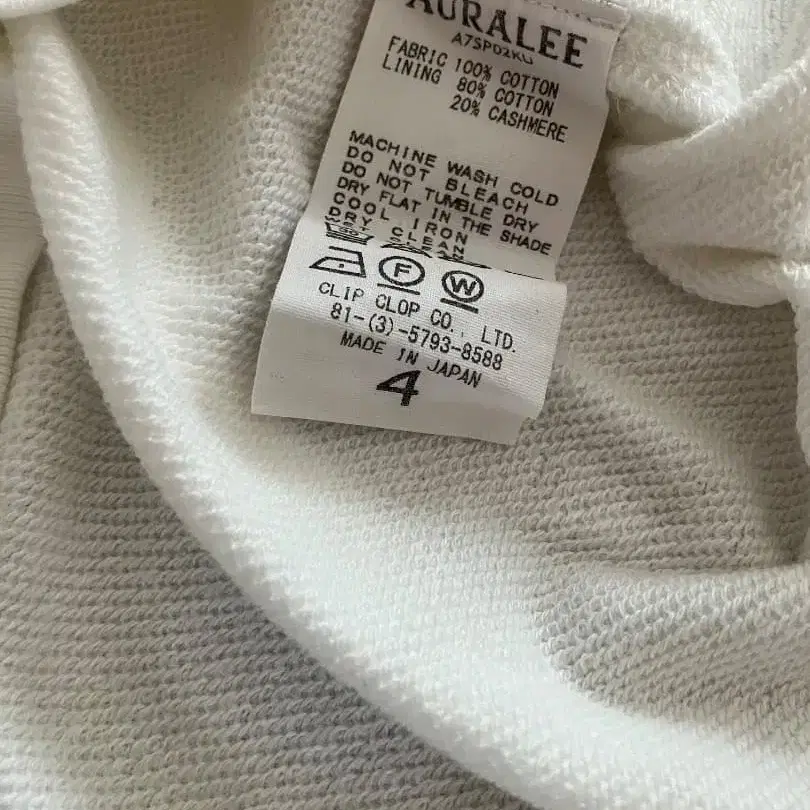 AURALEE
A7SP02KU
FABRIC 100% COTTON
LINING 80% COTTON
20% CASHMERE
MACHINE WASH COLD
DO NOT BLEACH
DO NOT TUMBLE DRY
DRY FLAT IN THE SHADE
COOL IRON
DRY CLEAN
F W
CLIP CLOP CO., LTD.
81-(3)-5793-8588
MADE IN JAPAN
4